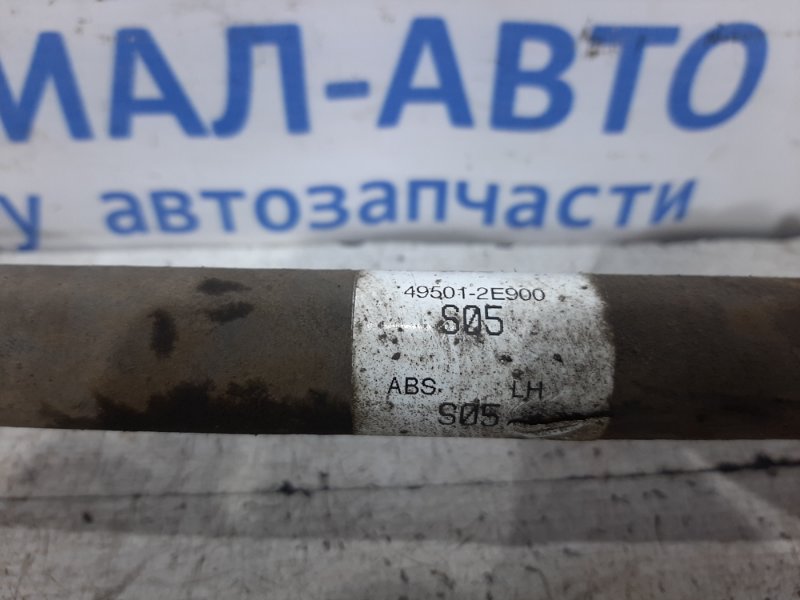 МАЛ-АВТО
у автозапчасти
49501-2E900
S05
ABS LH
S05